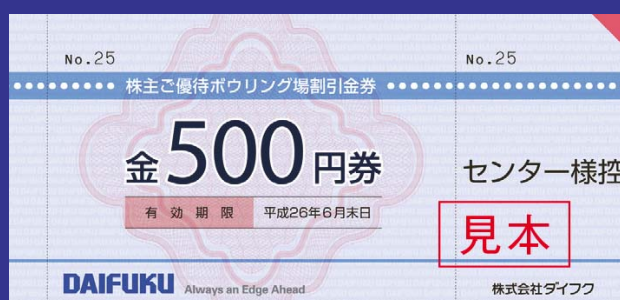 No.25
No.25
株主ご優待ボウリング場割引金券
金500円券
センター様控
有効期限 平成26年6月末日
見本
DAIFUKU Always an Edge Ahead
株式会社ダイフク